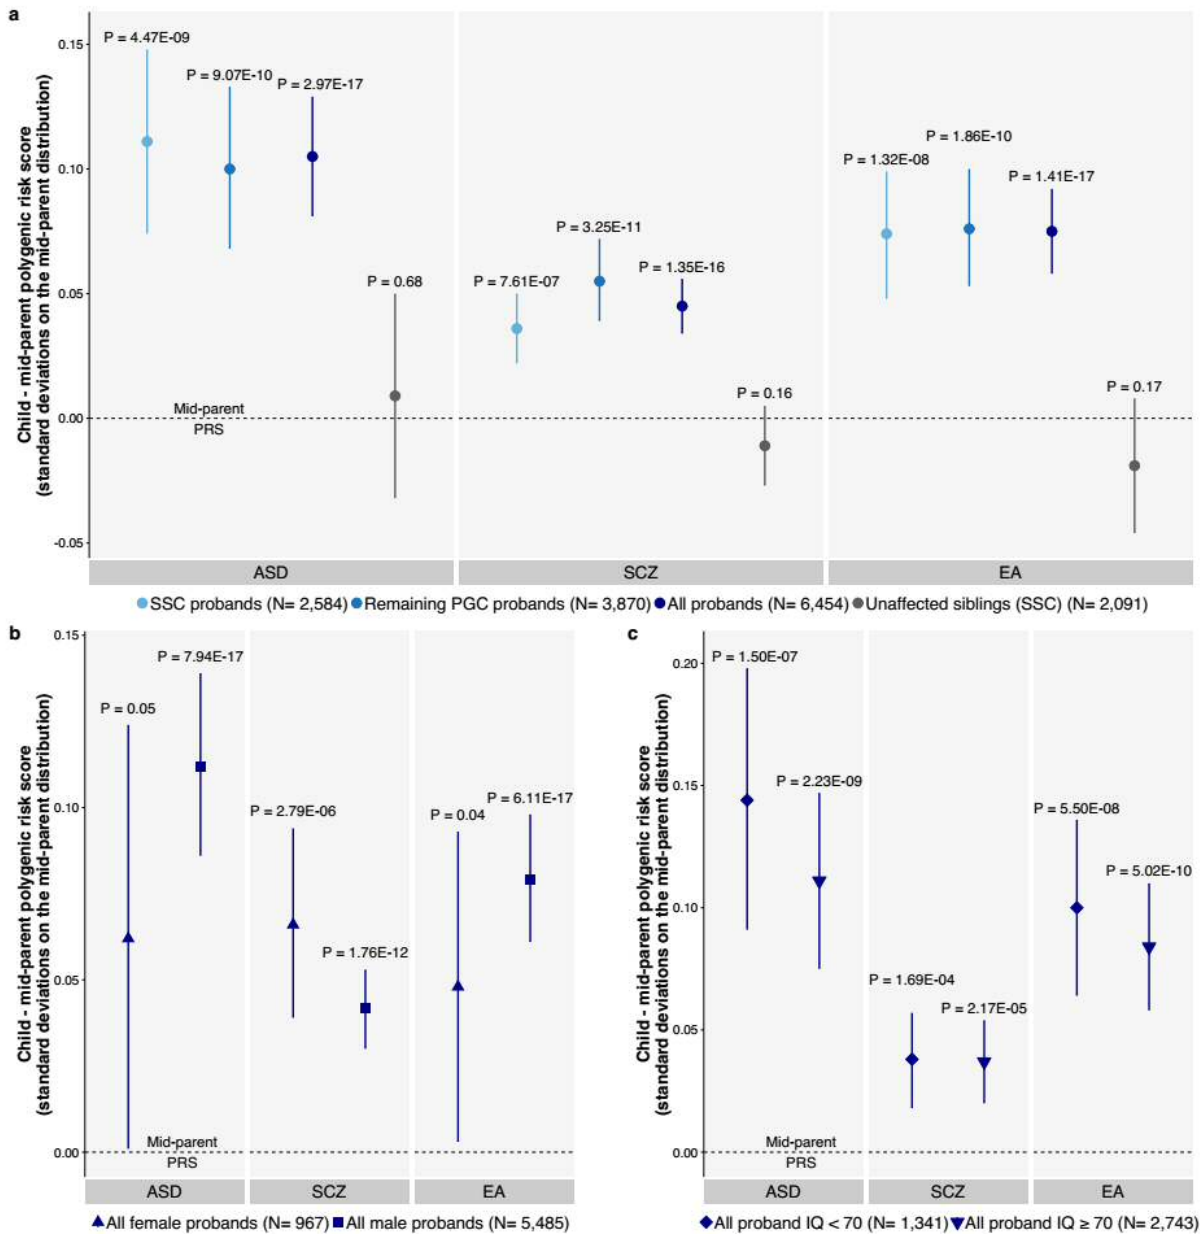 a
Child - mid-parent polygenic risk score
(standard deviations on the mid-parent distribution)
0.15
0.10
0.05
0.00
-0.05
P = 4.47E-09
P = 9.07E-10
P = 2.97E-17
P = 0.68
Mid-parent
PRS
P = 7.61E-07
P = 3.25E-11
P = 1.35E-16
P = 0.16
P = 1.32E-08
P = 1.86E-10
P = 1.41E-17
P = 0.17
ASD SCZ EA
SSC probands (N= 2,584) Remaining PGC probands (N= 3,870) All probands (N= 6,454) Unaffected siblings (SSC) (N= 2,091)
b
Child - mid-parent polygenic risk score
(standard deviations on the mid-parent distribution)
0.15
0.10
0.05
0.00
P = 0.05
P = 7.94E-17
Mid-parent
PRS
P = 2.79E-06
P = 1.76E-12
P = 0.04
P = 6.11E-17
ASD SCZ EA
All female probands (N= 967) All male probands (N= 5,485)
c
Child - mid-parent polygenic risk score
(standard deviations on the mid-parent distribution)
0.20
0.15
0.10
0.05
0.00
P = 1.50E-07
P = 2.23E-09
Mid-parent
PRS
P = 1.69E-04
P = 2.17E-05
P = 5.50E-08
P = 5.02E-10
ASD SCZ EA
All proband IQ < 70 (N= 1,341) All proband IQ ≥ 70 (N= 2,743)